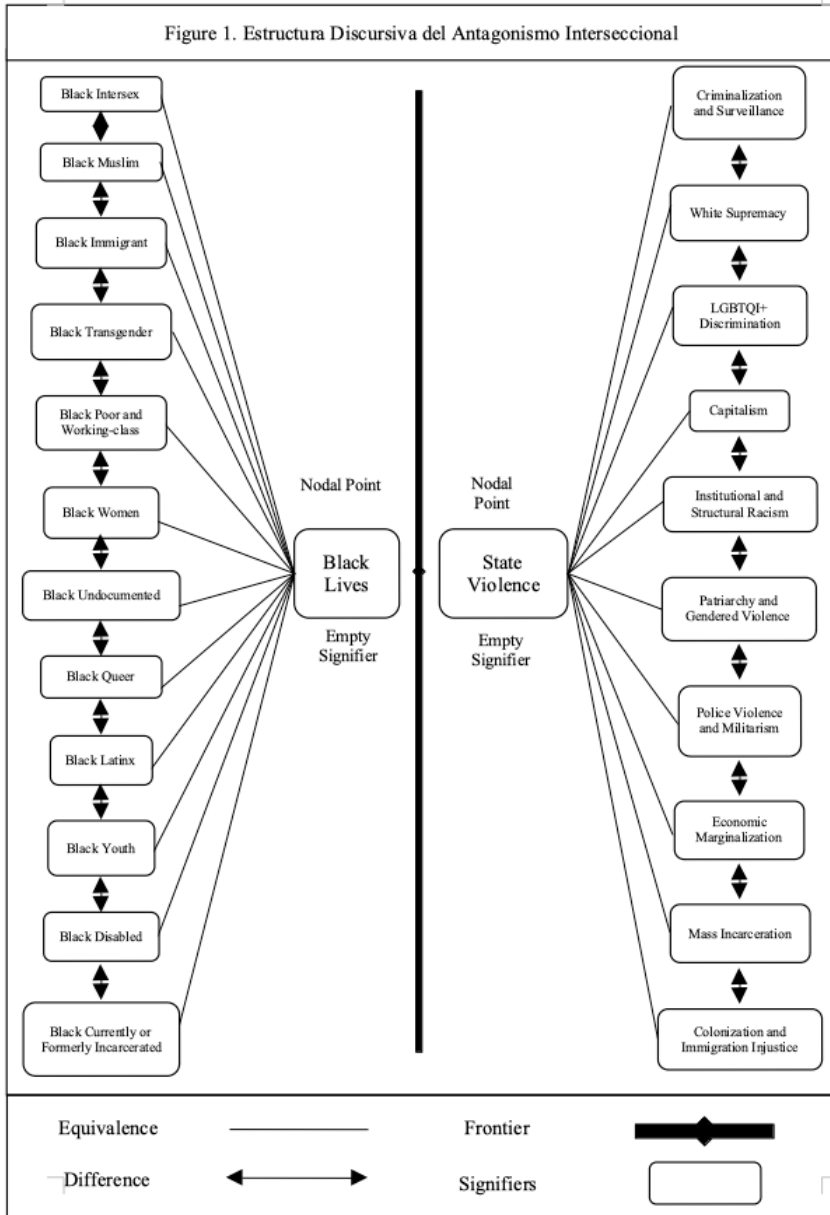 Figure 1. Estructura Discursiva del Antagonismo Interseccional
Black Intersex
Black Muslim
Black Immigrant
Black Transgender
Black Poor and
Working-class
Black Women
Black Undocumented
Black Queer
Black Latinx
Black Youth
Black Disabled
Black Currently or
Formerly Incarcerated
Nodal Point
Black
Lives
Empty
Signifier
Nodal
Point
State
Violence
Empty
Signifier
Criminalization
and Surveillance
White Supremacy
LGBTQI+
Discrimination
Capitalism
Institutional and
Structural Racism
Patriarchy and
Gendered Violence
Police Violence
and Militarism
Economic
Marginalization
Mass Incarceration
Colonization and
Immigration Injustice
Equivalence
Frontier
Difference
Signifiers